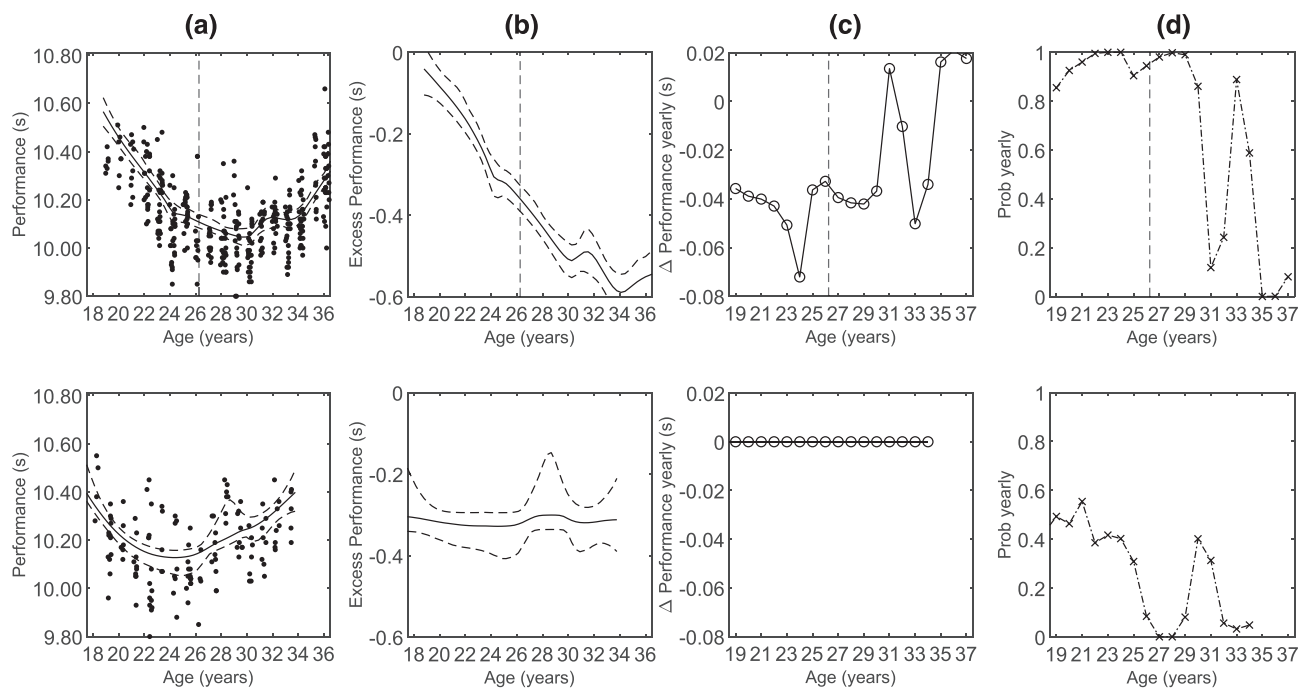 (a)
(b)
(c)
(d)
10.80
10.60
10.40
10.20
10.00
9.80
Performance (s)
18 20 22 24 26 28 30 32 34 36
Age (years)
0
-0.2
-0.4
-0.6
Excess Performance (s)
18 20 22 24 26 28 30 32 34 36
Age (years)
0.02
0
-0.02
-0.04
-0.06
-0.08
Δ Performance yearly (s)
19 21 23 25 27 29 31 33 35 37
Age (years)
1
0.8
0.6
0.4
0.2
0
Prob yearly
19 21 23 25 27 29 31 33 35 37
Age (years)
10.80
10.60
10.40
10.20
10.00
9.80
Performance (s)
18 20 22 24 26 28 30 32 34 36
Age (years)
0
-0.2
-0.4
-0.6
Excess Performance (s)
18 20 22 24 26 28 30 32 34 36
Age (years)
0.02
0
-0.02
-0.04
-0.06
-0.08
Δ Performance yearly (s)
19 21 23 25 27 29 31 33 35 37
Age (years)
1
0.8
0.6
0.4
0.2
0
Prob yearly
19 21 23 25 27 29 31 33 35 37
Age (years)